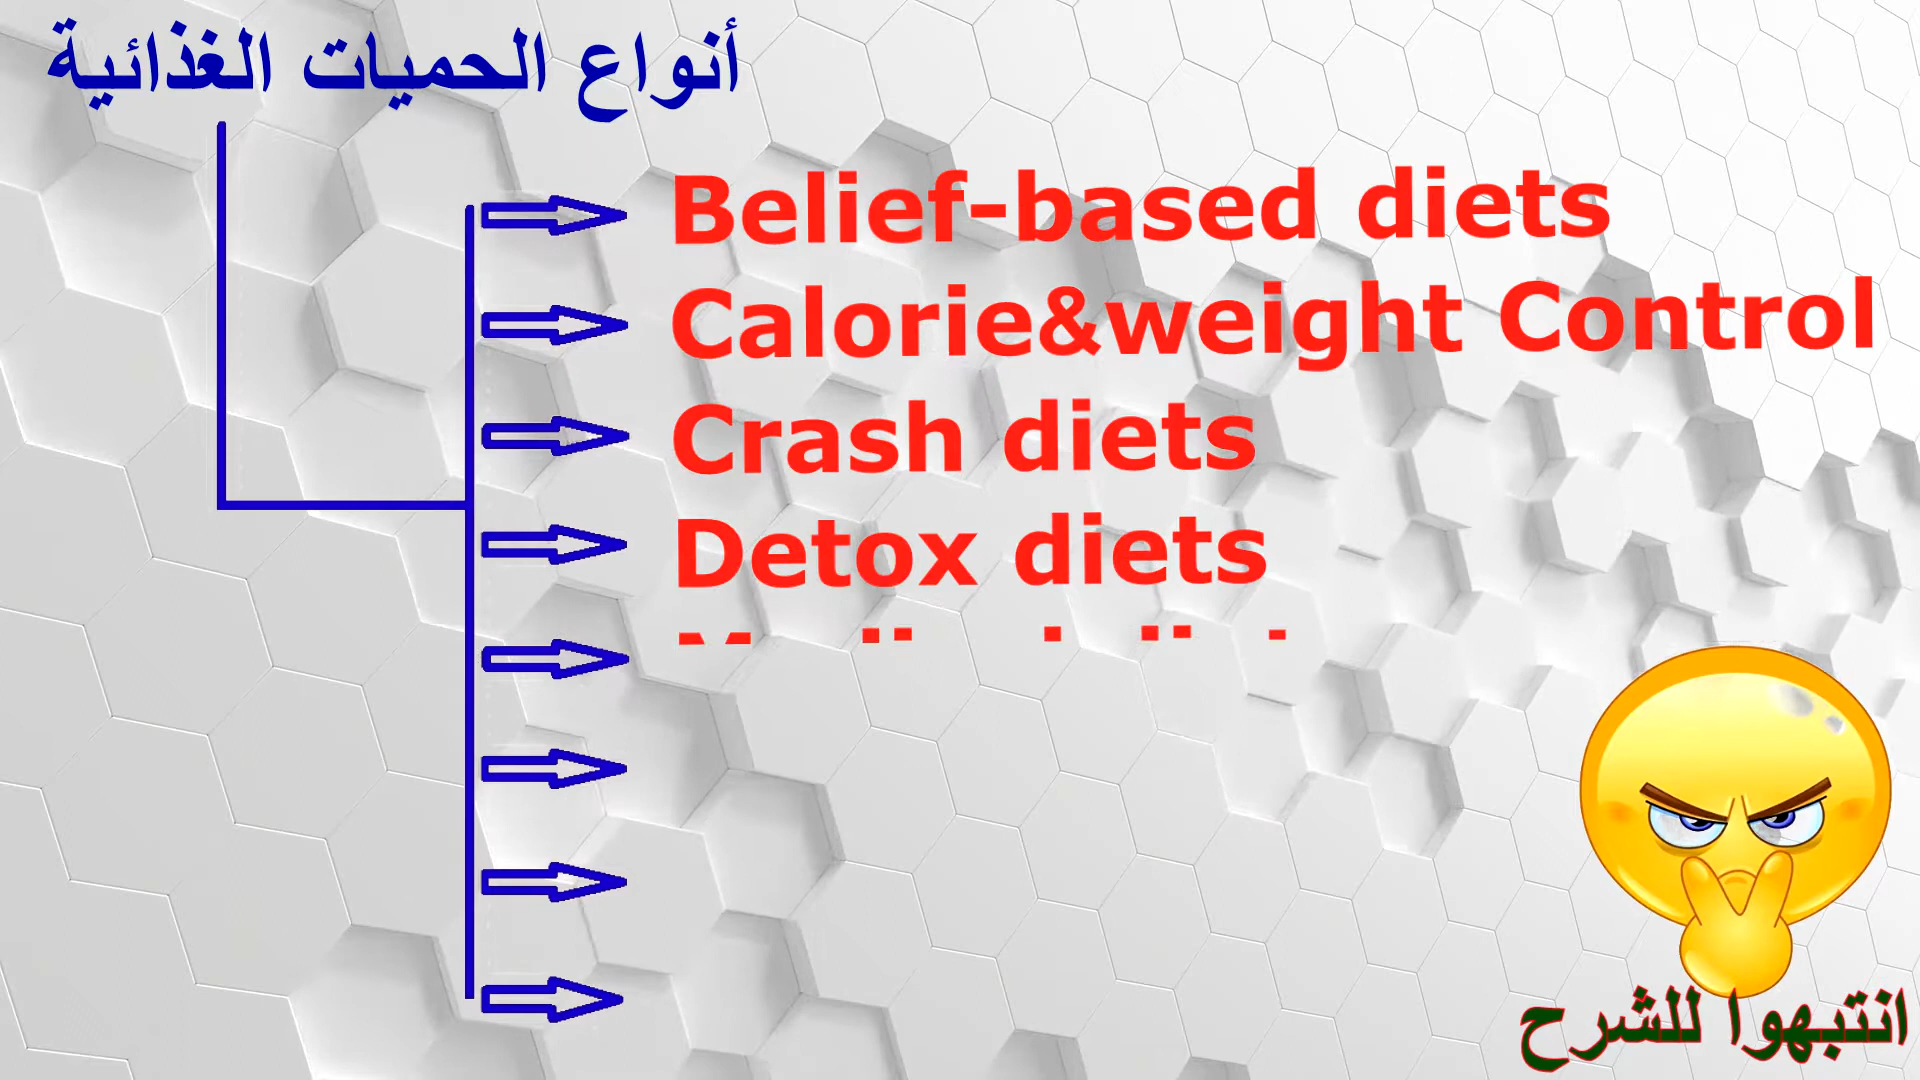 أنواع الحميات الغذائية
Belief-based diets
Calorie&weight Control
Crash diets
Detox diets
انتبهوا للشرح